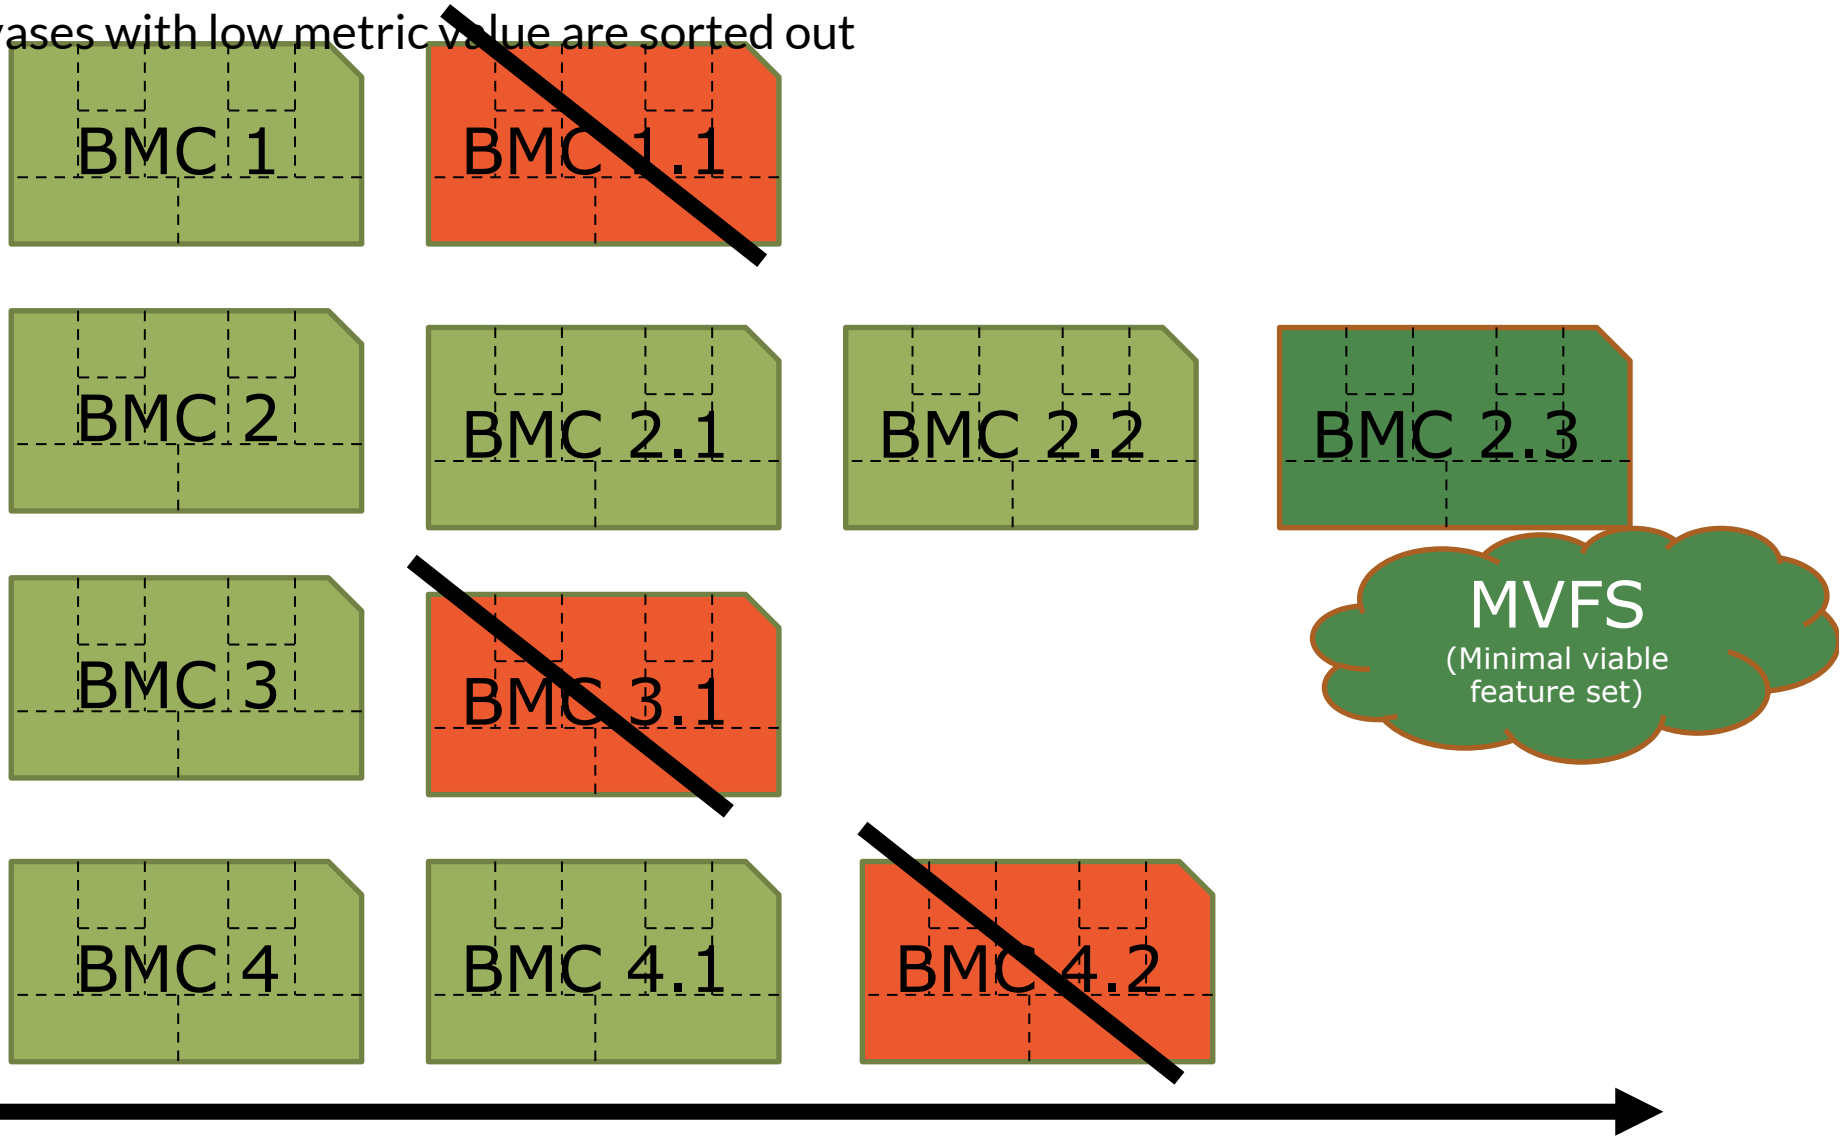 with low metric value are sorted out
BMC 1
BMC 1.1
BMC 2
BMC 2.1
BMC 2.2
BMC 2.3
MVFS
(Minimal viable
feature set)
BMC 3
BMC 3.1
BMC 4
BMC 4.1
BMC 4.2